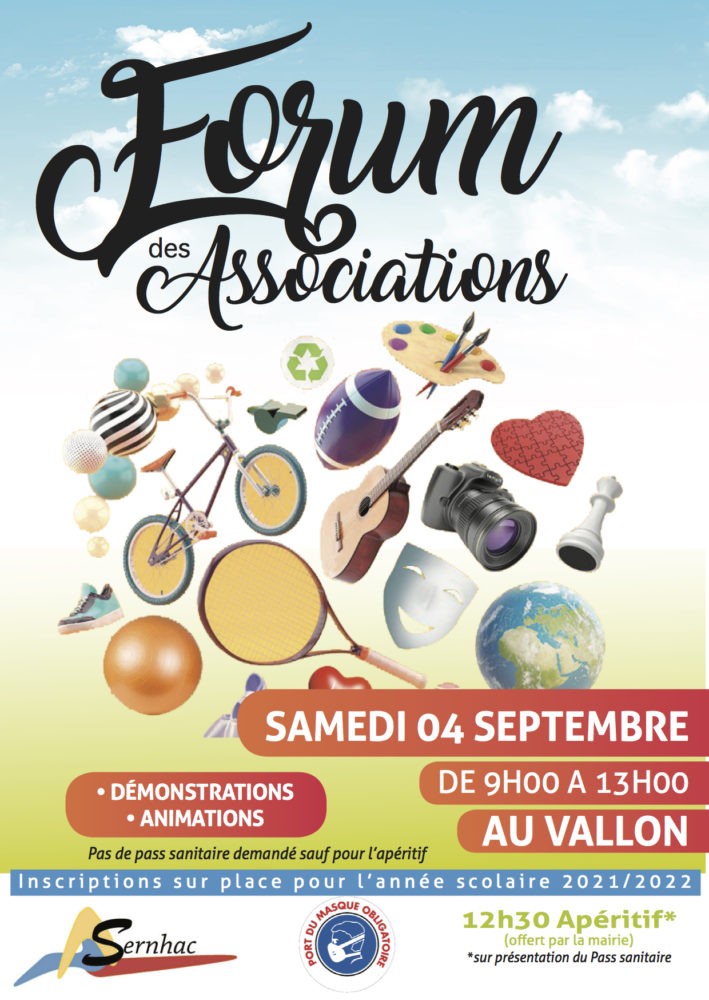 Forum
des Associations
SAMEDI 04 SEPTEMBRE
DE 9H00 A 13H00
AU VALLON
• DÉMONSTRATIONS
• ANIMATIONS
Pas de pass sanitaire demandé sauf pour l'apéritif
Inscriptions sur place pour l'année scolaire 2021/2022
Sernhac
PORT DU MASQUE OBLIGATOIRE
12h30 Apéritif*
(offert par la mairie)
*sur présentation du Pass sanitaire